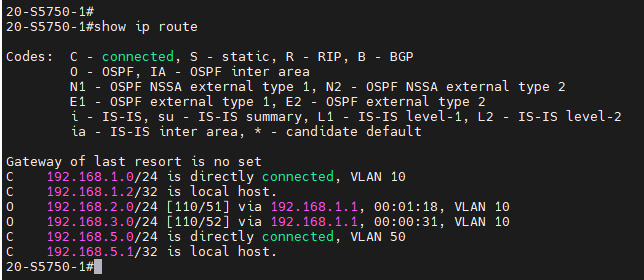 20-S5750-1#
20-S5750-1#show ip route
Codes:  C - connected, S - static, R - RIP, B - BGP
O - OSPF, IA - OSPF inter area
N1 - OSPF NSSA external type 1, N2 - OSPF NSSA external type 2
E1 - OSPF external type 1, E2 - OSPF external type 2
i - IS-IS, su - IS-IS summary, L1 - IS-IS level-1, L2 - IS-IS level-2
ia - IS-IS inter area, * - candidate default
Gateway of last resort is no set
C    192.168.1.0/24 is directly connected, VLAN 10
C    192.168.1.2/32 is local host.
O    192.168.2.0/24 [110/51] via 192.168.1.1, 00:01:18, VLAN 10
O    192.168.3.0/24 [110/52] via 192.168.1.1, 00:00:31, VLAN 10
C    192.168.5.0/24 is directly connected, VLAN 50
C    192.168.5.1/32 is local host.
20-S5750-1#